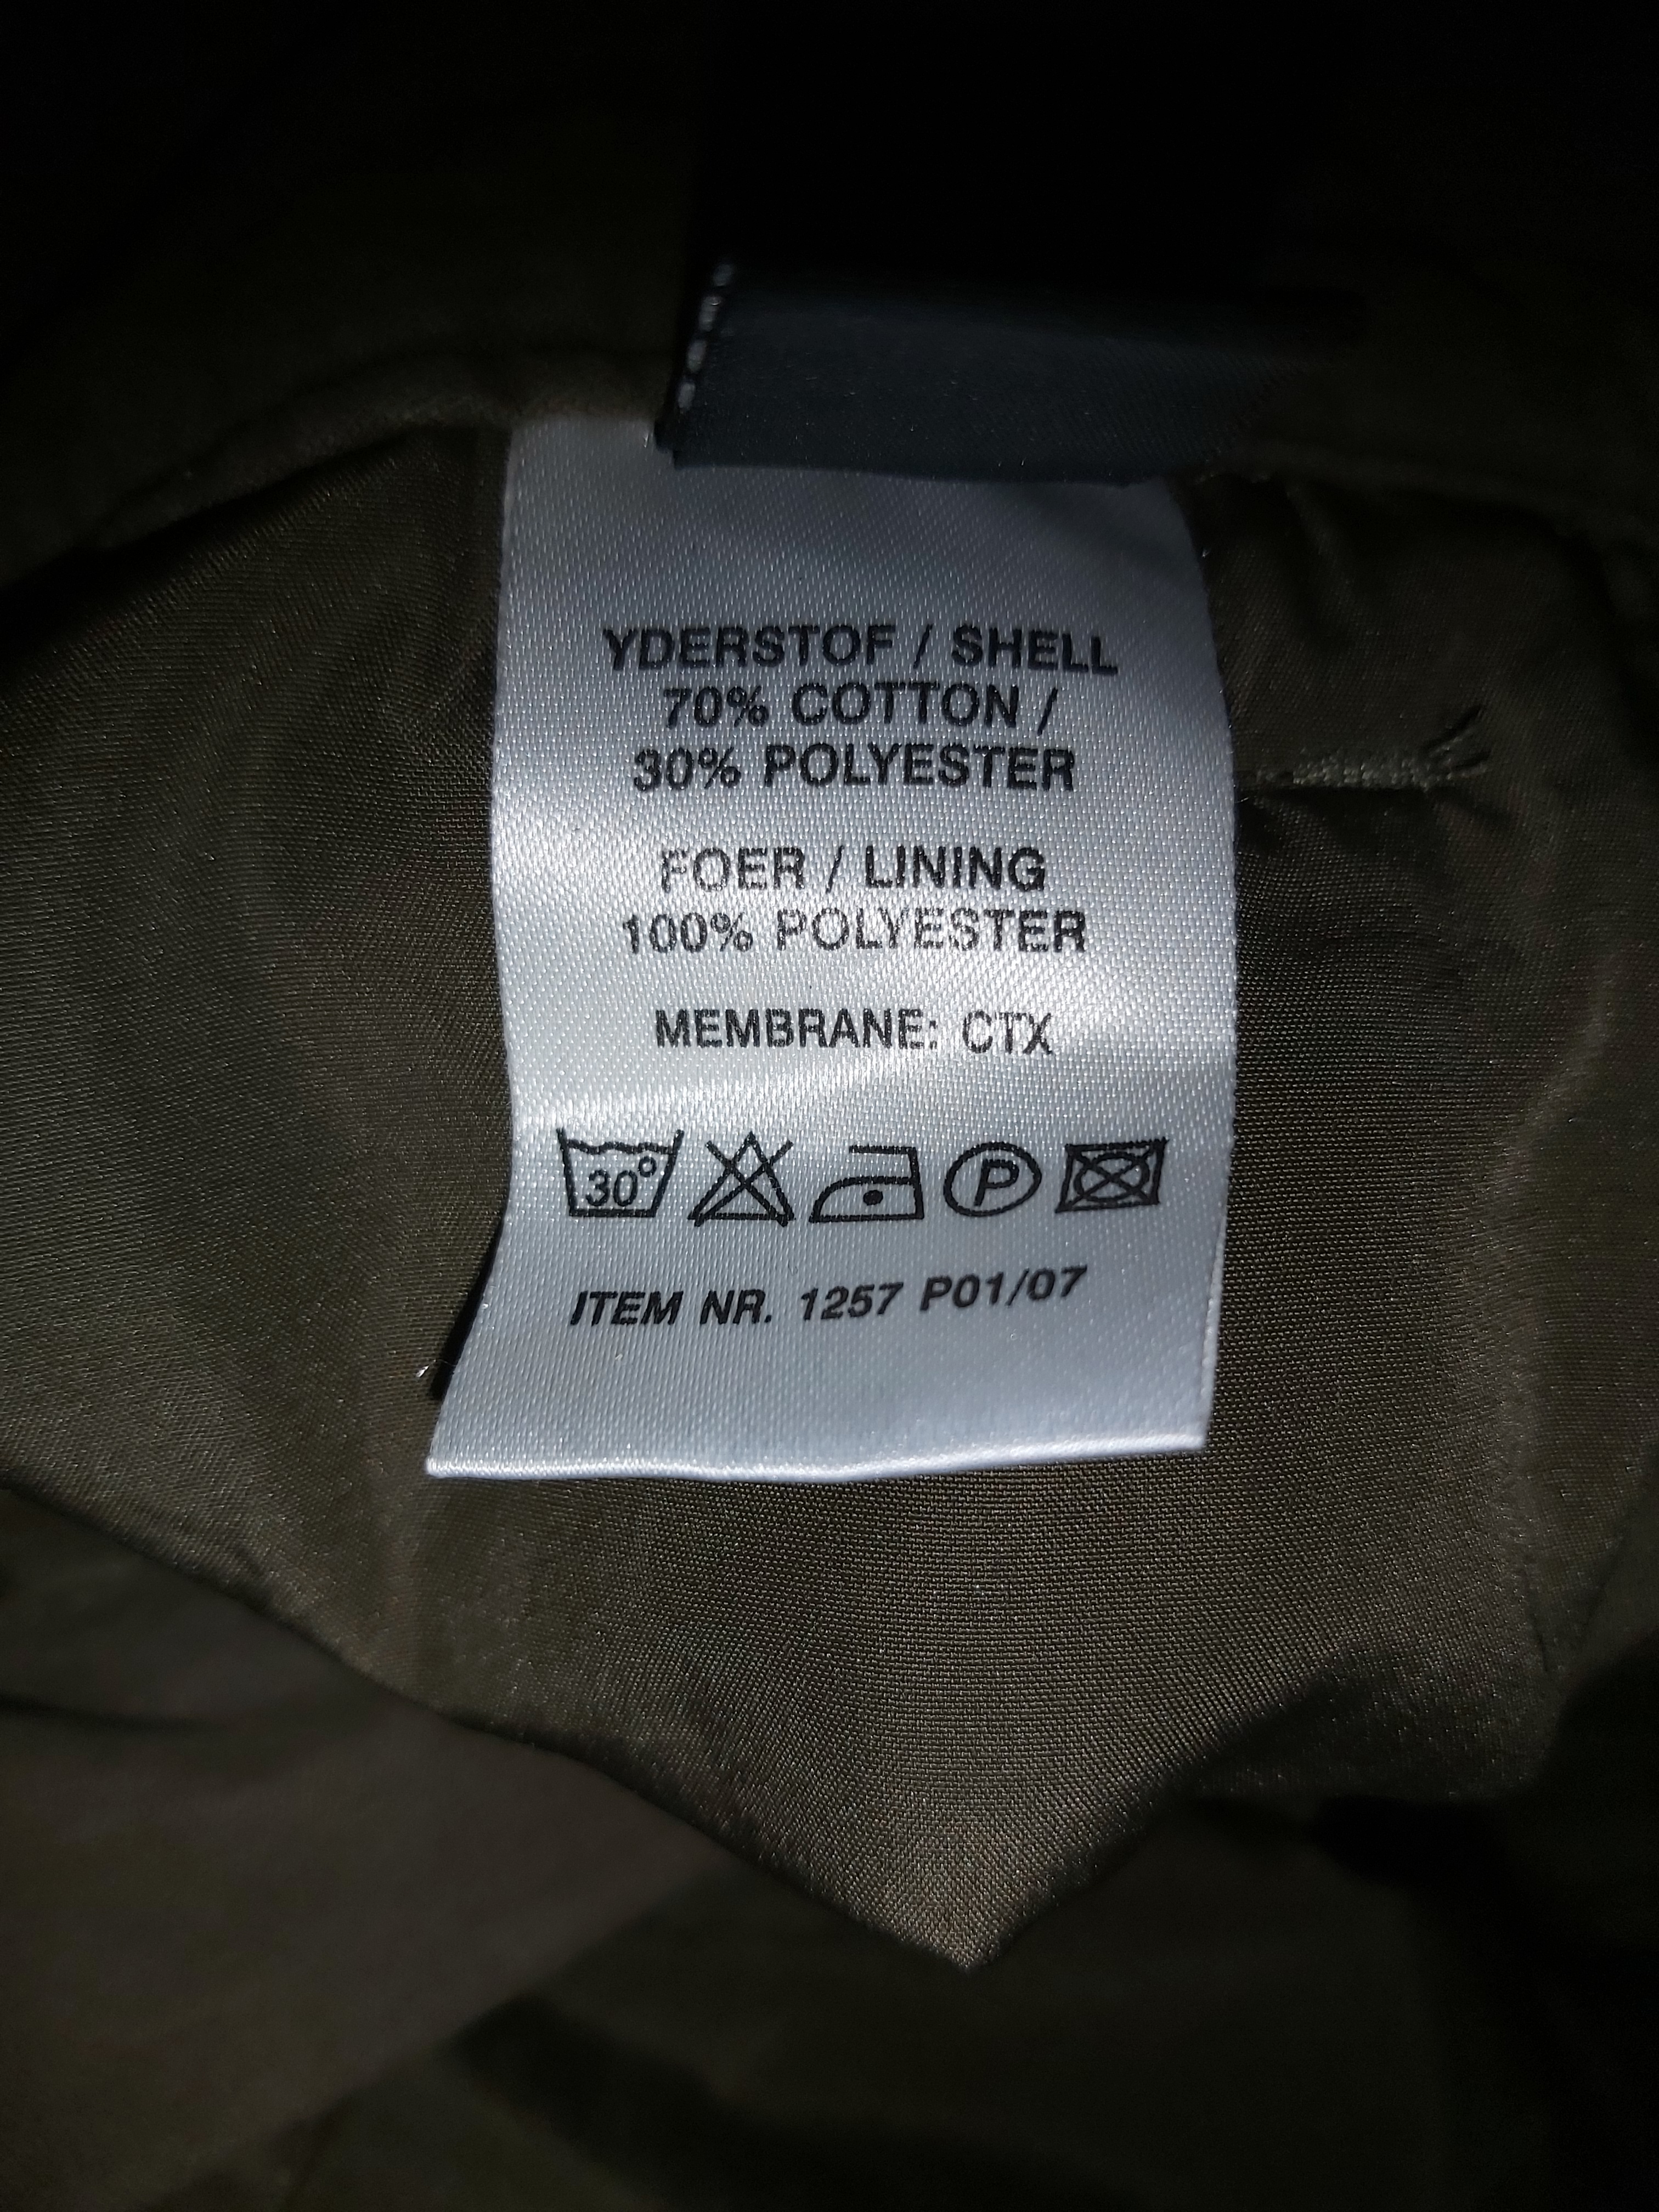 YDERSTOF / SHELL
70% COTTON /
30% POLYESTER
FOER / LINING
100% POLYESTER
MEMBRANE: CTX
30° P
ITEM NR. 1257 P01/07